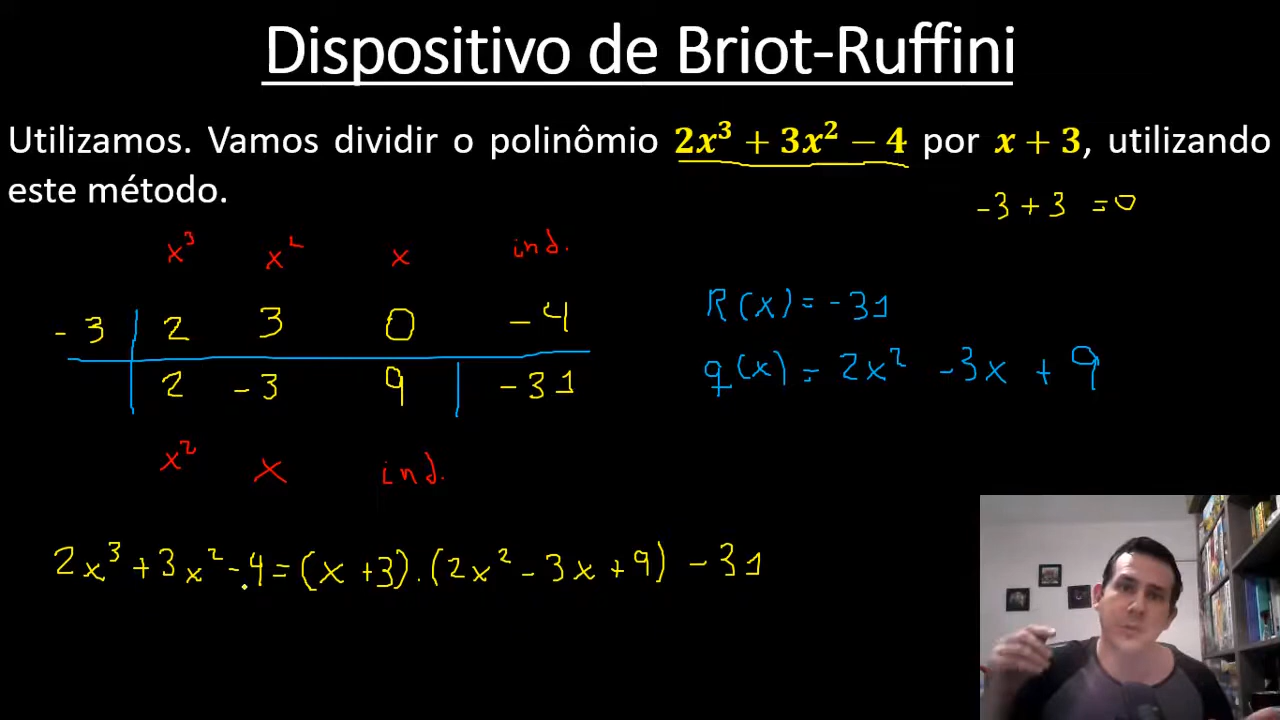 Dispositivo de Briot-Ruffini
Utilizamos. Vamos dividir o polinômio 2x³ + 3x² − 4 por x + 3, utilizando
este método.
-3 + 3 = 0
x³ x² x ind.
-3 2 3 0 -4
2 -3 9 -31
x² x ind.
R(x) = -31
q(x) = 2x² - 3x + 9
2x³ + 3x² - 4 = (x + 3) . (2x² - 3x + 9) - 31